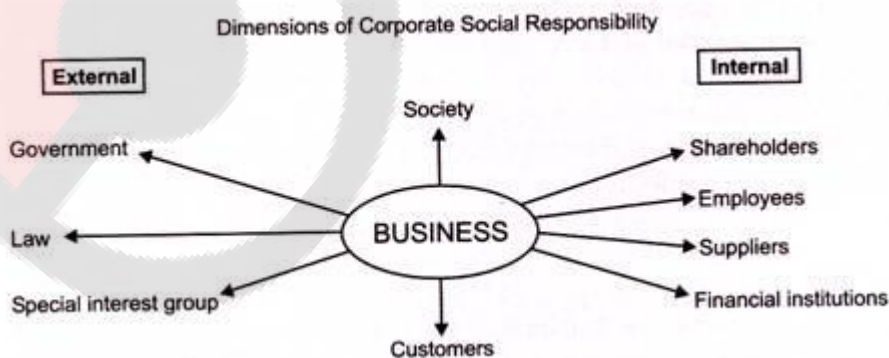 Dimensions of Corporate Social Responsibility
External
Internal
Society
Government
Shareholders
Employees
BUSINESS
Law
Suppliers
Special interest group
Financial institutions
Customers